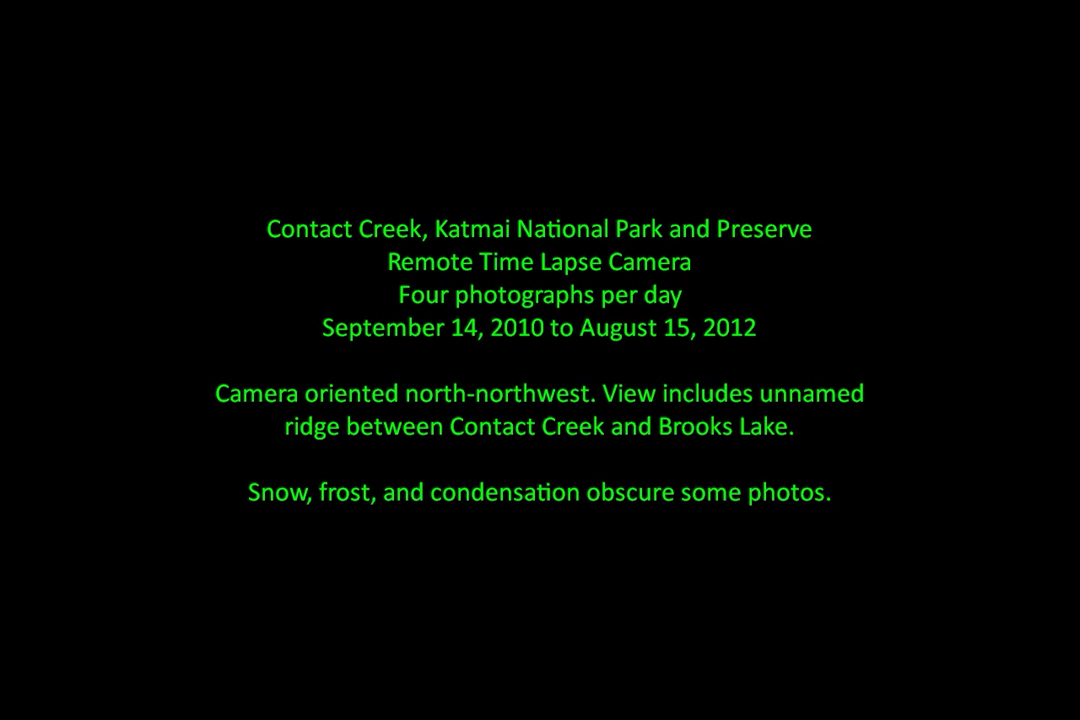 Contact Creek, Katmai National Park and Preserve
Remote Time Lapse Camera
Four photographs per day
September 14, 2010 to August 15, 2012
Camera oriented north-northwest. View includes unnamed
ridge between Contact Creek and Brooks Lake.
Snow, frost, and condensation obscure some photos.